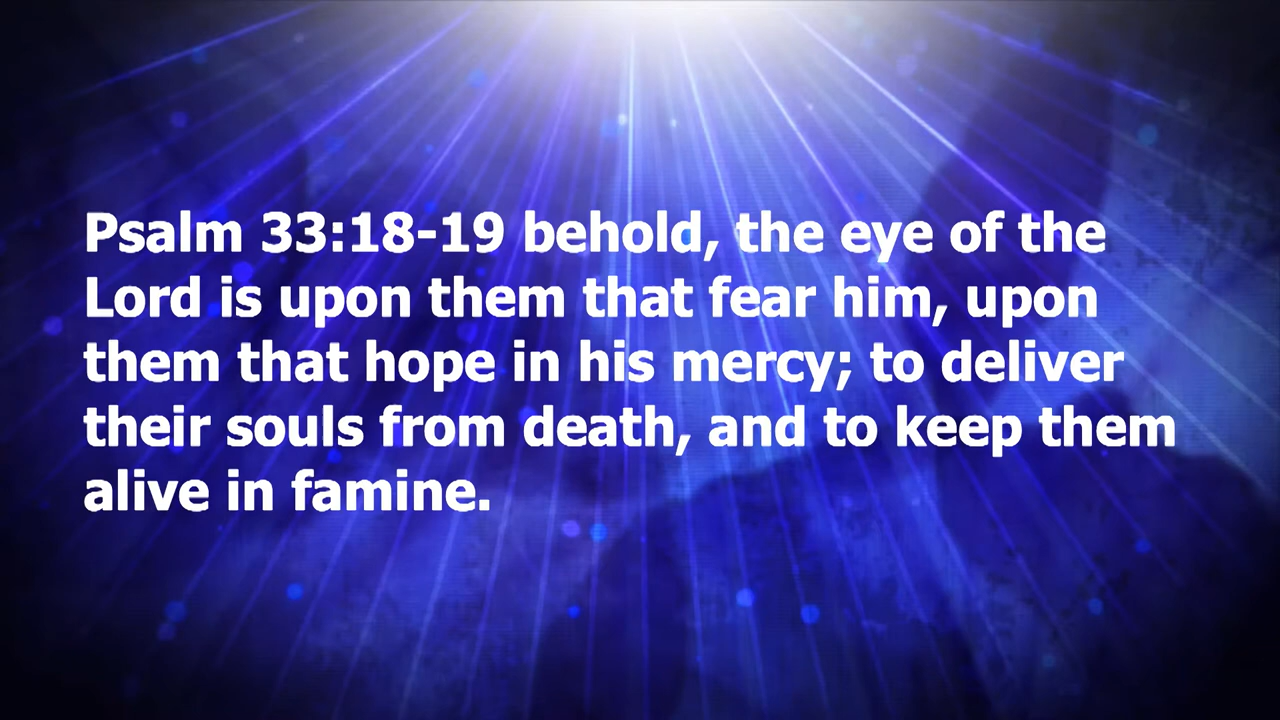 Psalm 33:18-19 behold, the eye of the
Lord is upon them that fear him, upon
them that hope in his mercy; to deliver
their souls from death, and to keep them
alive in famine.